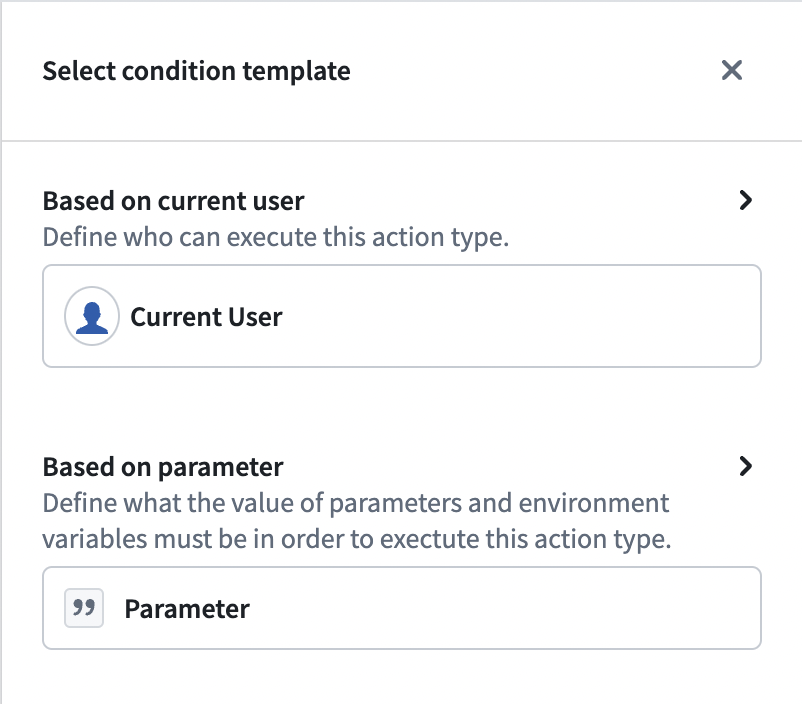 Select condition template
Based on current user
Define who can execute this action type.
Current User
Based on parameter
Define what the value of parameters and environment
variables must be in order to exectute this action type.
Parameter